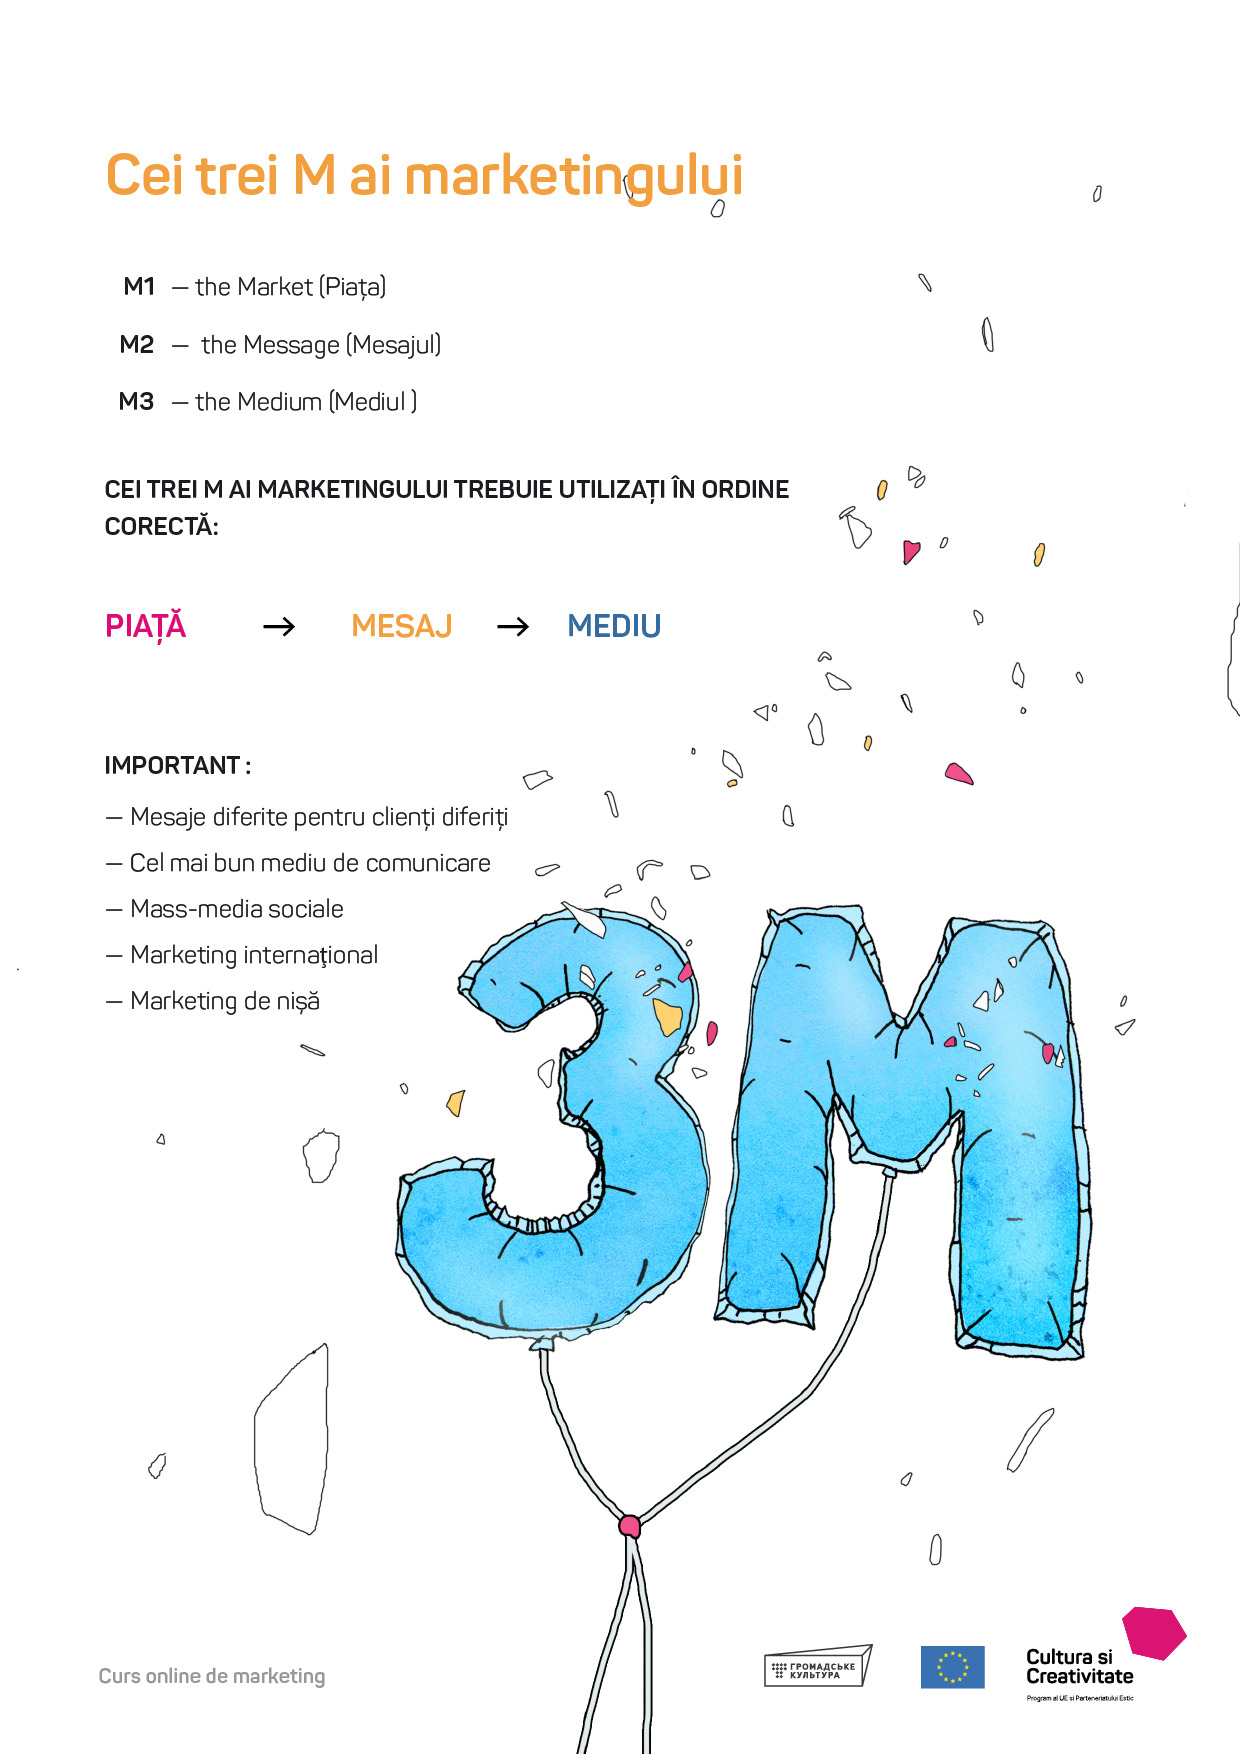 Cei trei M ai marketingului
M1 — the Market (Piața)
M2 — the Message (Mesajul)
M3 — the Medium (Mediul )
CEI TREI M AI MARKETINGULUI TREBUIE UTILIZAȚI ÎN ORDINE
CORECTĂ:
PIAȚĂ → MESAJ → MEDIU
IMPORTANT :
— Mesaje diferite pentru clienți diferiți
— Cel mai bun mediu de comunicare
— Mass-media sociale
— Marketing internaţional
— Marketing de nișă
3M
Curs online de marketing
ГРОМАДСЬКЕ
КУЛЬТУРА
Cultura si
Creativitate
Program al UE si Parteneriatului Estic